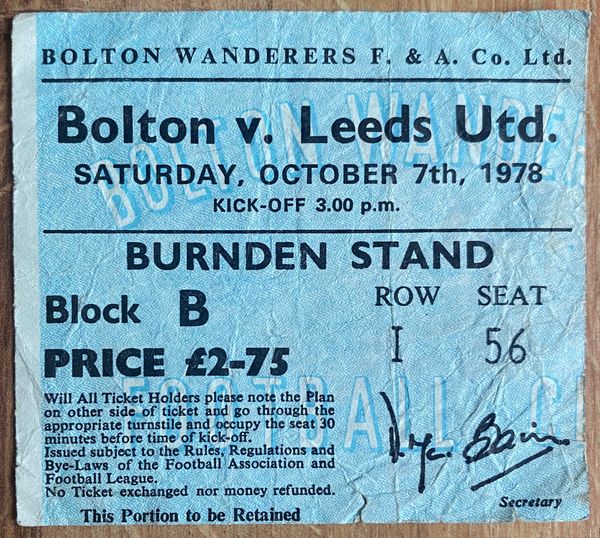 BOLTON WANDERERS F. & A. Co. Ltd.
Bolton v. Leeds Utd.
SATURDAY, OCTOBER 7th, 1978
KICK-OFF 3.00 p.m.
BURNDEN STAND
Block B
ROW SEAT
I 56
PRICE £2-75
Will All Ticket Holders please note the Plan
on other side of ticket and go through the
appropriate turnstile and occupy the seat 30
minutes before time of kick-off.
Issued subject to the Rules, Regulations and
Bye-Laws of the Football Association and
Football League.
No Ticket exchanged nor money refunded.
Secretary
This Portion to be Retained
BOLTON WANDER
FOOTBALL CL